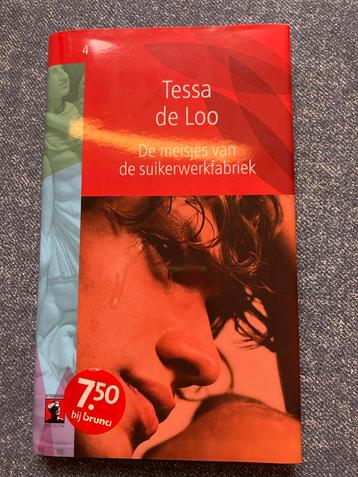 4
Tessa
de Loo
De meisjes van
de suikerwerkfabriek
7.50
bij bruna